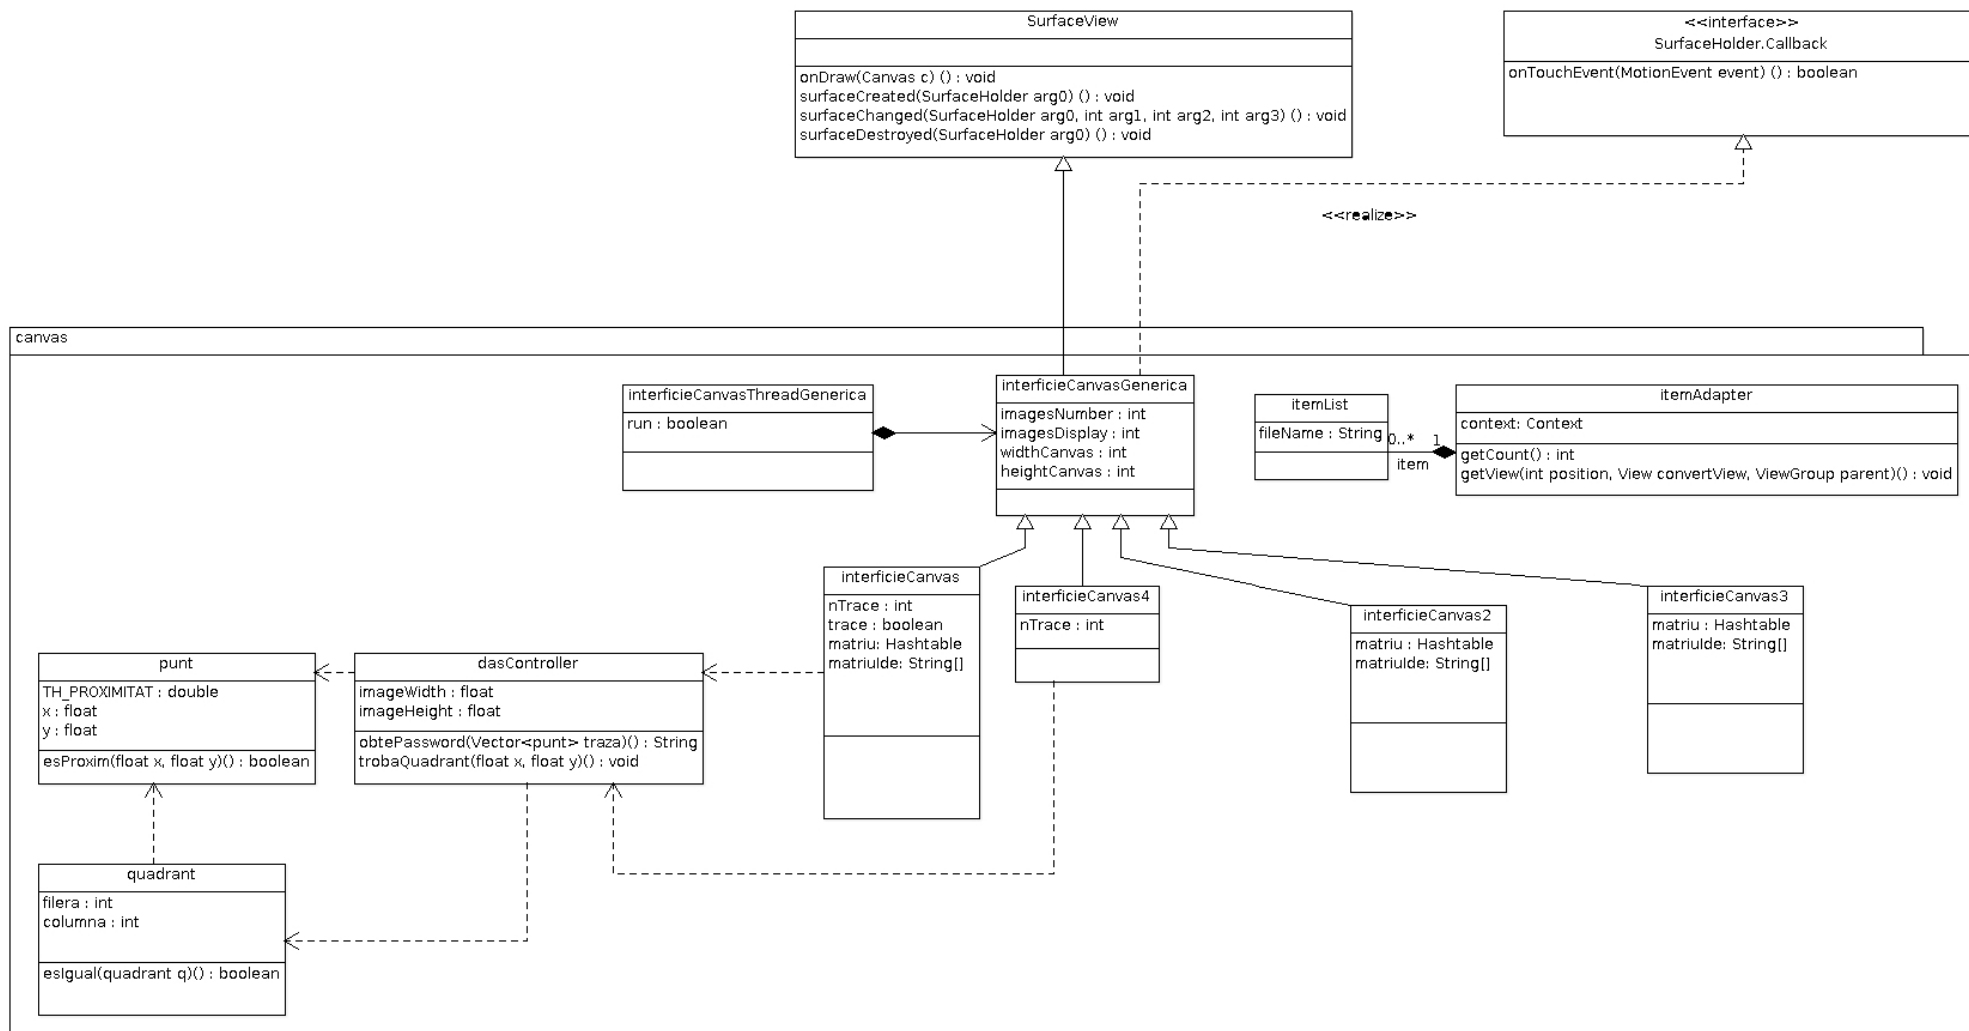 SurfaceView
onDraw(Canvas c) () : void
surfaceCreated(SurfaceHolder arg0) () : void
surfaceChanged(SurfaceHolder arg0, int arg1, int arg2, int arg3) () : void
surfaceDestroyed(SurfaceHolder arg0) () : void
<<interface>>
SurfaceHolder.Callback
onTouchEvent(MotionEvent event) () : boolean
<<realize>>
canvas
interficieCanvasThreadGenerica
run : boolean
interficieCanvasGenerica
imagesNumber : int
imagesDisplay : int
widthCanvas : int
heightCanvas : int
itemList
fileName : String
0..*
1
item
itemAdapter
context: Context
getCount() : int
getView(int position, View convertView, ViewGroup parent)() : void
interficieCanvas
nTrace : int
trace : boolean
matriu: Hashtable
matriuIde: String[]
interficieCanvas4
nTrace : int
interficieCanvas2
matriu : Hashtable
matriuIde: String[]
interficieCanvas3
matriu : Hashtable
matriuIde: String[]
punt
TH_PROXIMITAT : double
x : float
y : float
esProxim(float x, float y)() : boolean
dasController
imageWidth : float
imageHeight : float
obtePassword(Vector<punt> traza)() : String
trobaQuadrant(float x, float y)() : void
quadrant
filera : int
columna : int
esIgual(quadrant q)() : boolean